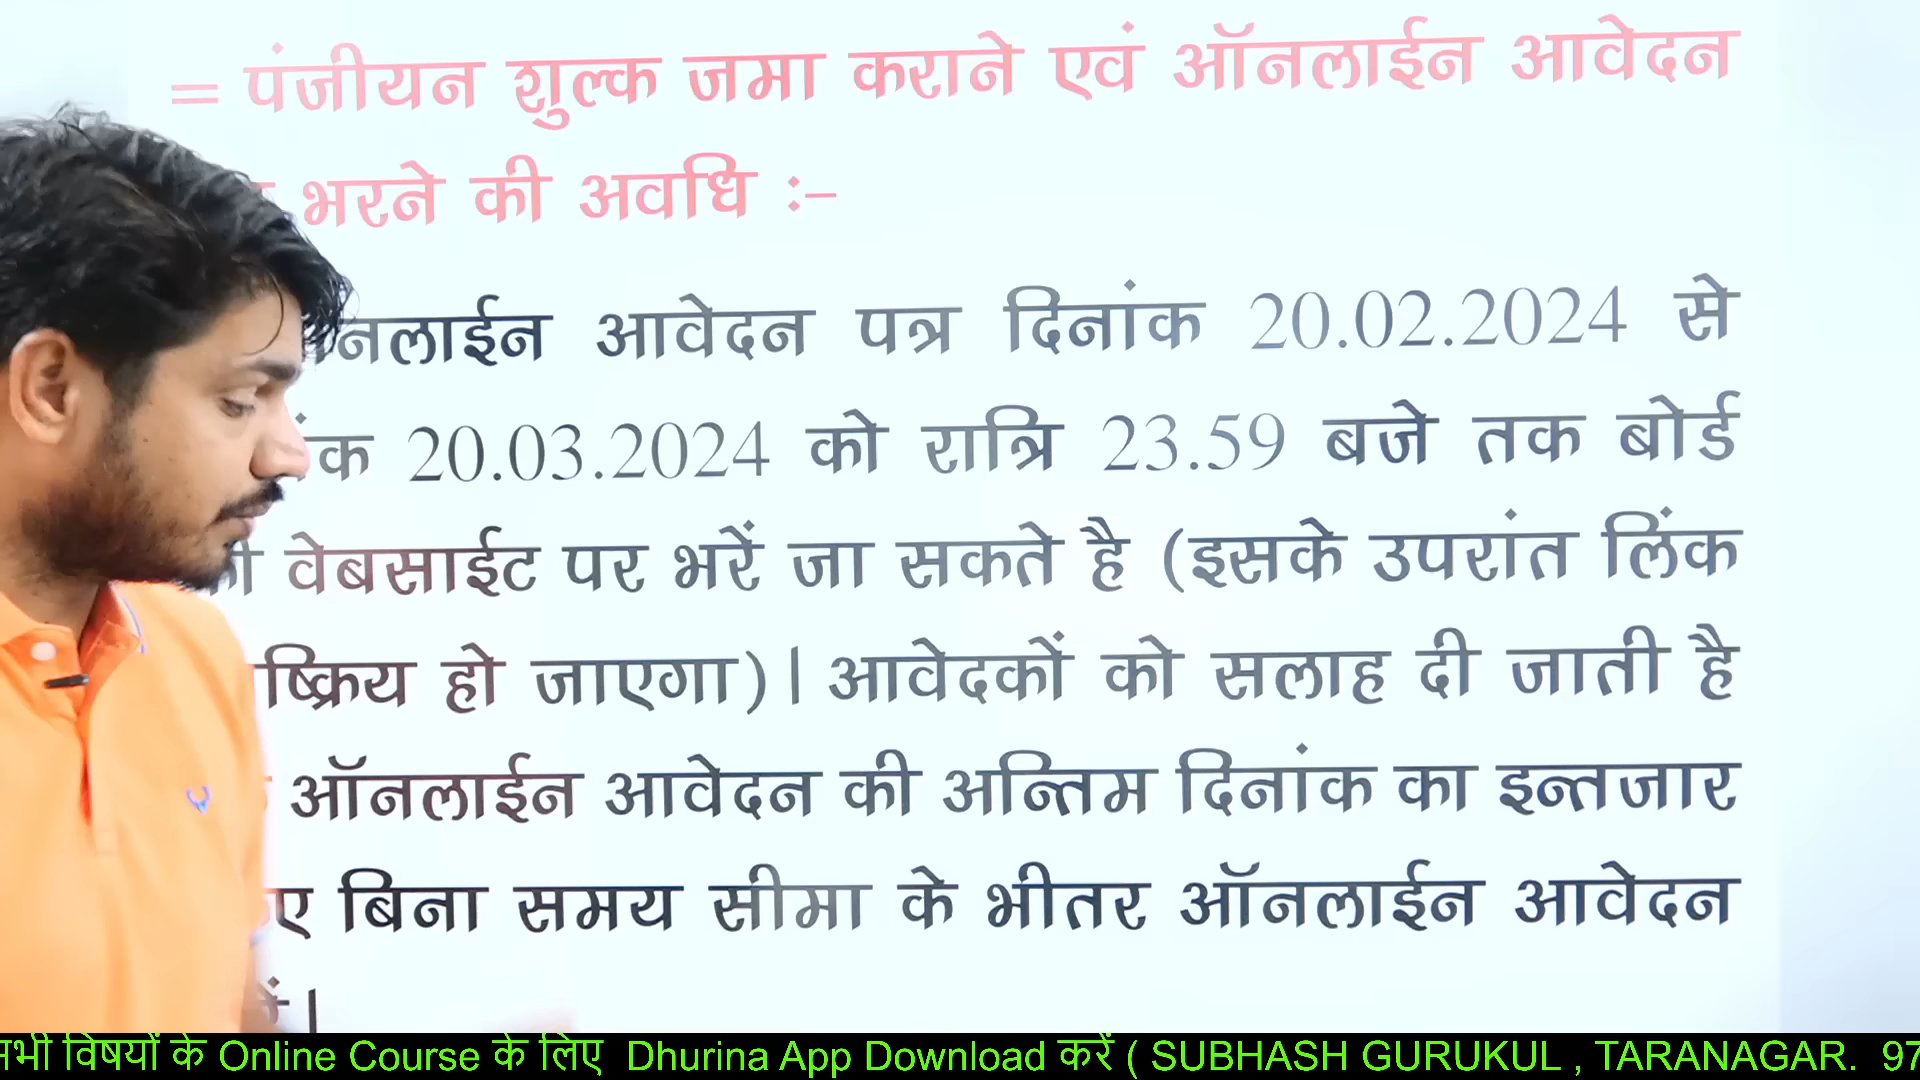 = पंजीयन शुल्क जमा कराने एवं ऑनलाईन आवेदन
भरने की अवधि :-
आवेदन पत्र दिनांक 20.02.2024 से
20.03.2024 को रात्रि 23.59 बजे तक बोर्ड
वेबसाईट पर भरें जा सकते है (इसके उपरांत लिंक
हो जाएगा)। आवेदकों को सलाह दी जाती है
ऑनलाईन आवेदन की अन्तिम दिनांक का इन्तजार
बिना समय सीमा के भीतर ऑनलाईन आवेदन
विषयों के Online Course के लिए Dhurina App Download करें ( SUBHASH GURUKUL , TARANAGAR. 97